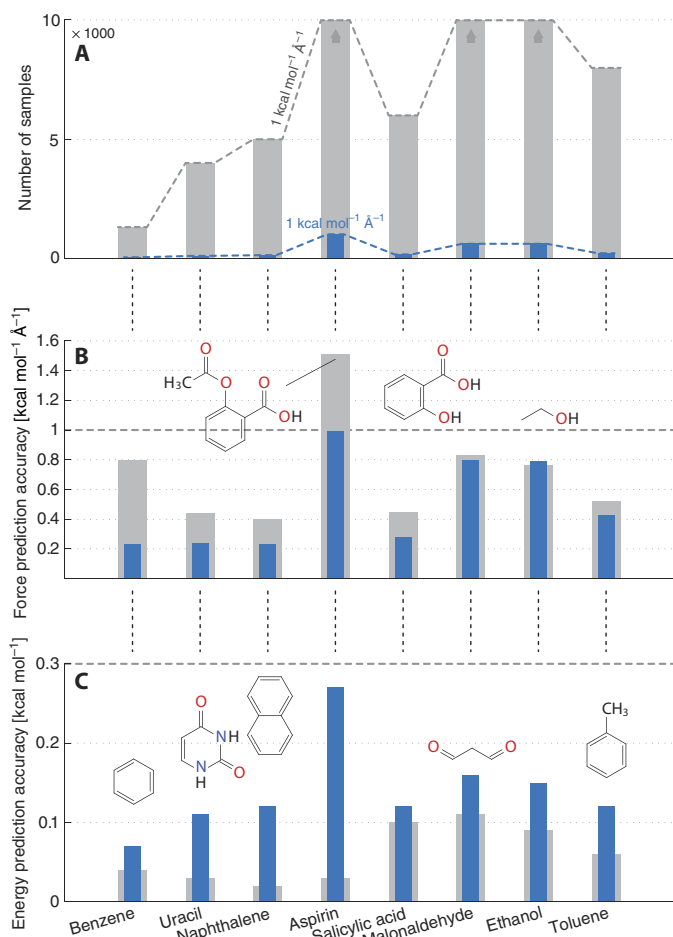 × 1000
A
10
5
0
Number of samples
1 kcal mol⁻¹ Å⁻¹
1 kcal mol⁻¹ Å⁻¹
B
1.6
1.4
1.2
1
0.8
0.6
0.4
0.2
Force prediction accuracy [kcal mol⁻¹ Å⁻¹]
O
H₃C
O
O
OH
O
OH
OH
OH
C
0.3
0.2
0.1
0
Energy prediction accuracy [kcal mol⁻¹]
O
NH
N
H
O
O
O
CH₃
Benzene
Uracil
Naphthalene
Aspirin
Salicylic acid
Malonaldehyde
Ethanol
Toluene